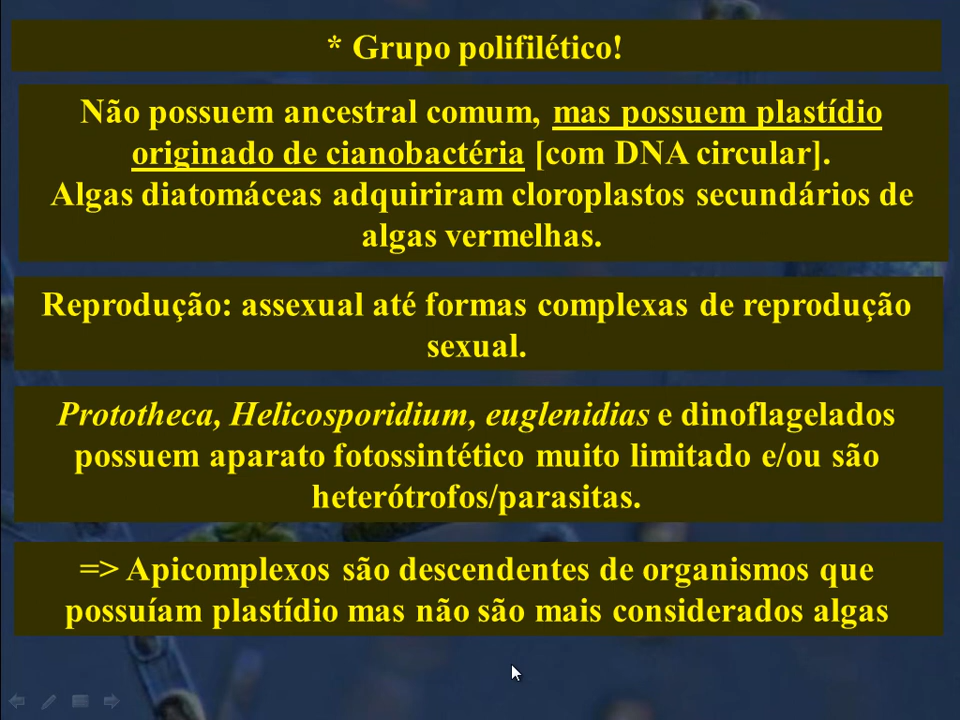 * Grupo polifilético!
Não possuem ancestral comum, mas possuem plastídio
originado de cianobactéria [com DNA circular].
Algas diatomáceas adquiriram cloroplastos secundários de
algas vermelhas.
Reprodução: assexual até formas complexas de reprodução
sexual.
Prototheca, Helicosporidium, euglenidias e dinoflagelados
possuem aparato fotossintético muito limitado e/ou são
heterótrofos/parasitas.
=> Apicomplexos são descendentes de organismos que
possuíam plastídio mas não são mais considerados algas